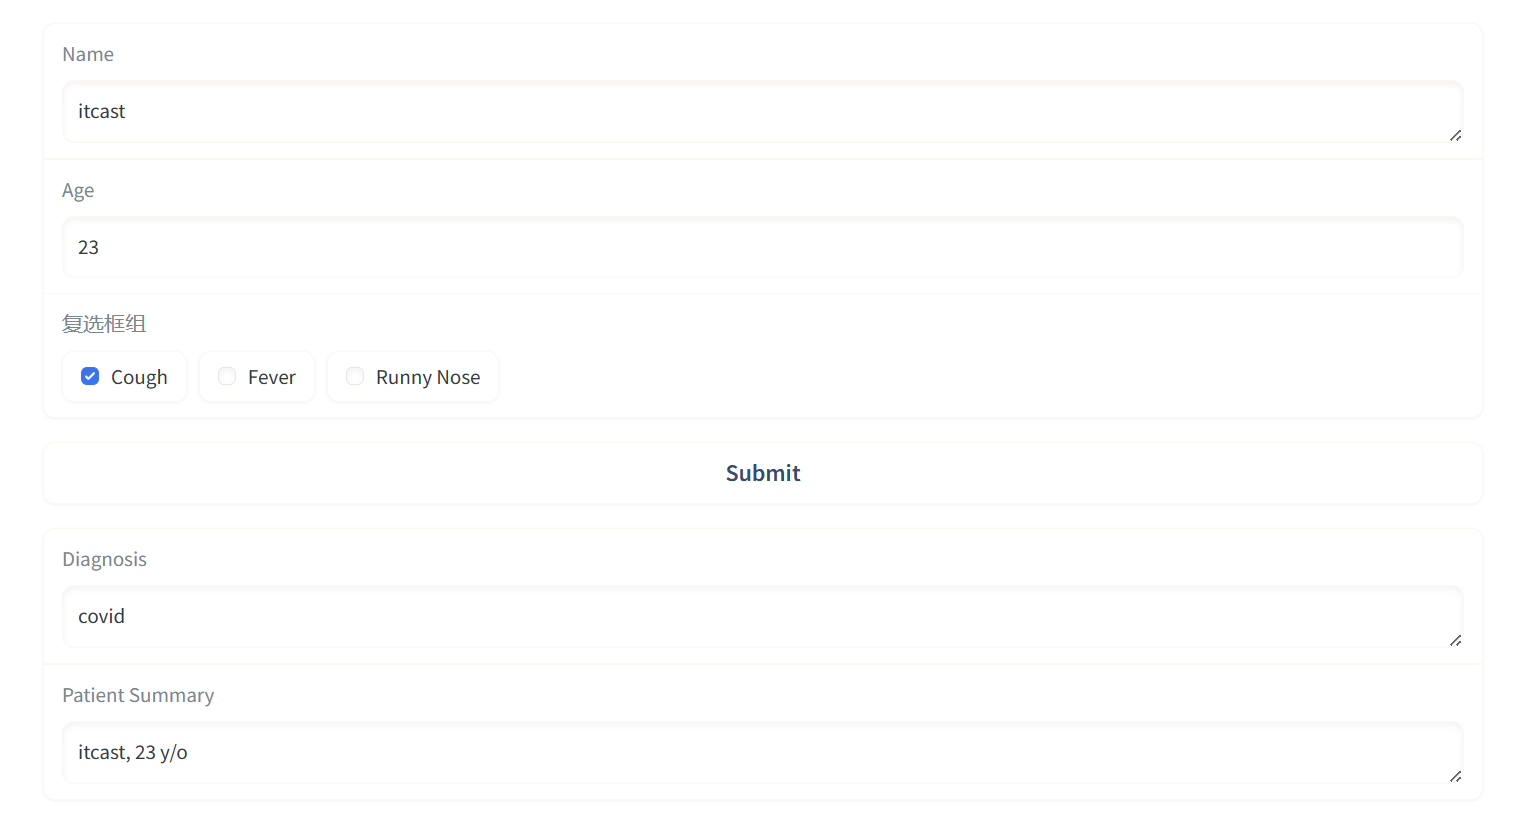 Name
itcast
Age
23
复选框组
Cough Fever Runny Nose
Submit
Diagnosis
covid
Patient Summary
itcast, 23 y/o